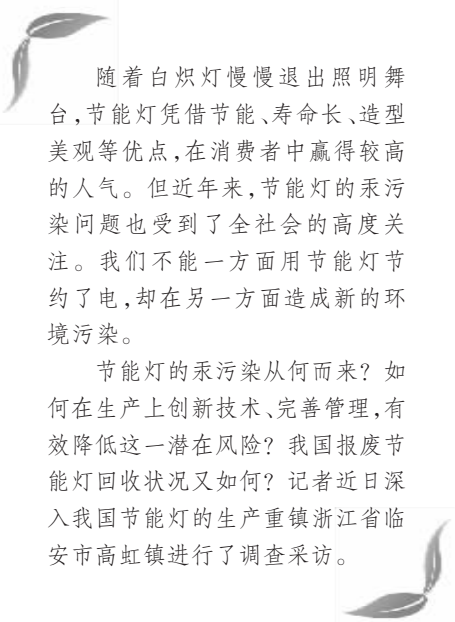 随着白炽灯慢慢退出照明舞
台,节能灯凭借节能、寿命长、造型
美观等优点,在消费者中赢得较高
的人气。但近年来,节能灯的汞污
染问题也受到了全社会的高度关
注。我们不能一方面用节能灯节
约了电,却在另一方面造成新的环
境污染。
节能灯的汞污染从何而来？如
何在生产上创新技术、完善管理,有
效降低这一潜在风险？我国报废节
能灯回收状况又如何？记者近日深
入我国节能灯的生产重镇浙江省临
安市高虹镇进行了调查采访。